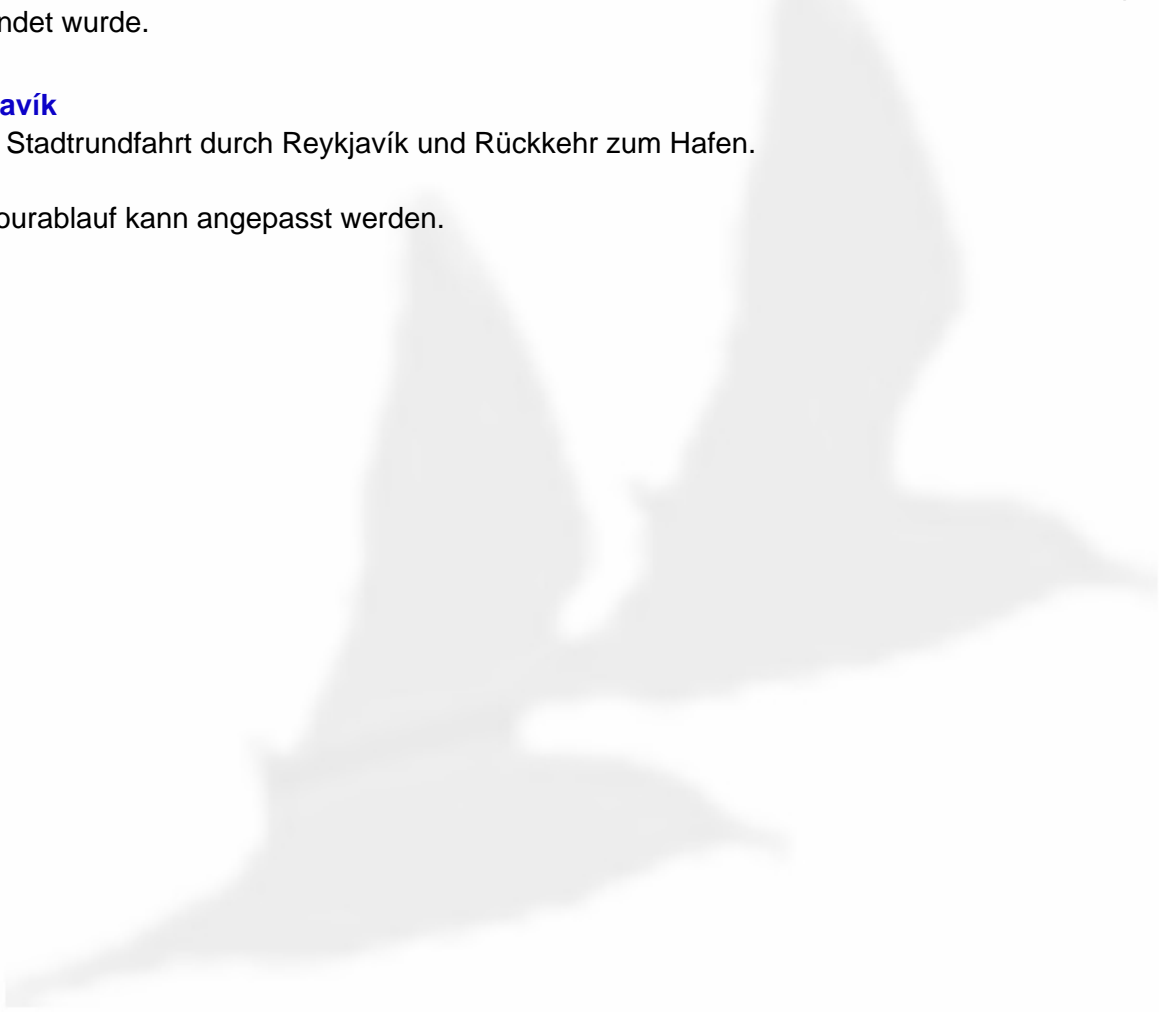 ndet wurde.
avík
Stadtrundfahrt durch Reykjavík und Rückkehr zum Hafen.
ourablauf kann angepasst werden.